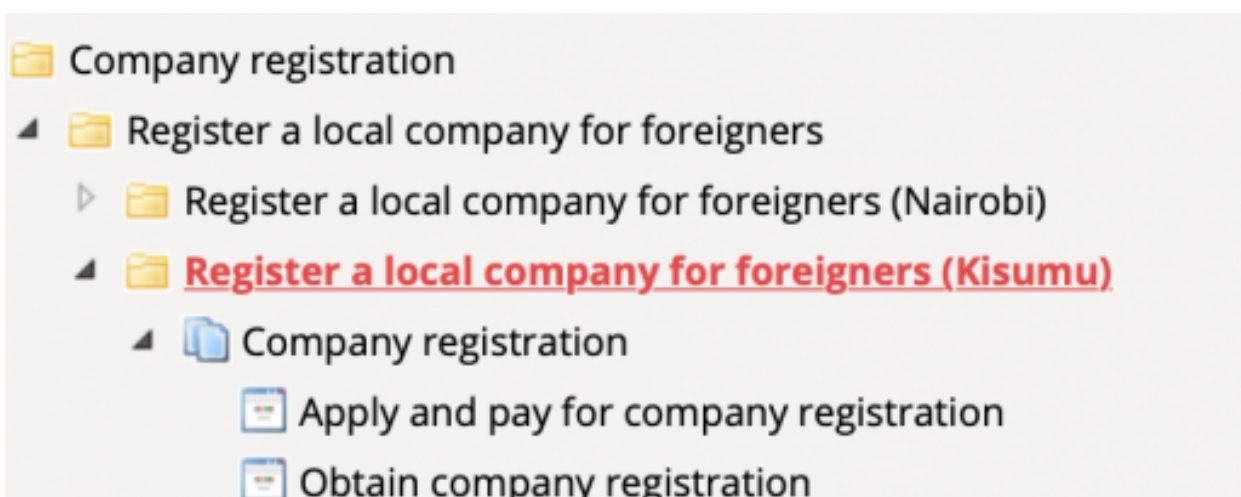 Company registration
Register a local company for foreigners
Register a local company for foreigners (Nairobi)
Register a local company for foreigners (Kisumu)
Company registration
Apply and pay for company registration
Obtain company registration